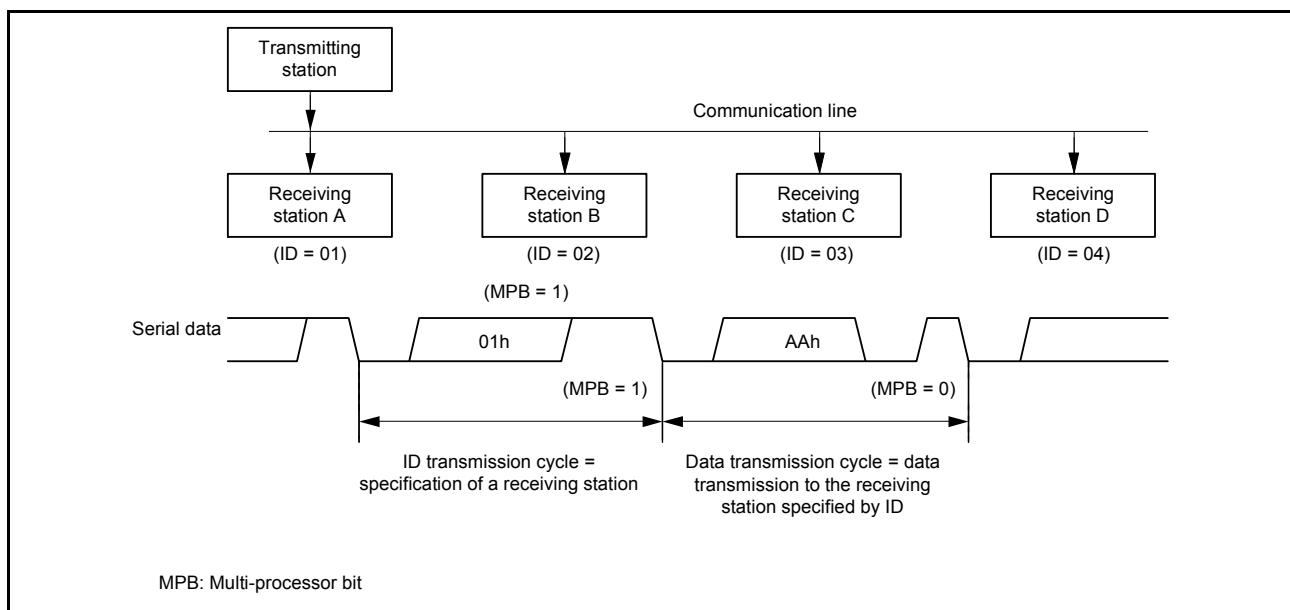 Transmitting
station
Communication line
Receiving
station A
Receiving
station B
Receiving
station C
Receiving
station D
(ID = 01)
(ID = 02)
(ID = 03)
(ID = 04)
(MPB = 1)
Serial data
01h
AAh
(MPB = 1)
(MPB = 0)
ID transmission cycle =
specification of a receiving station
Data transmission cycle = data
transmission to the receiving
station specified by ID
MPB: Multi-processor bit